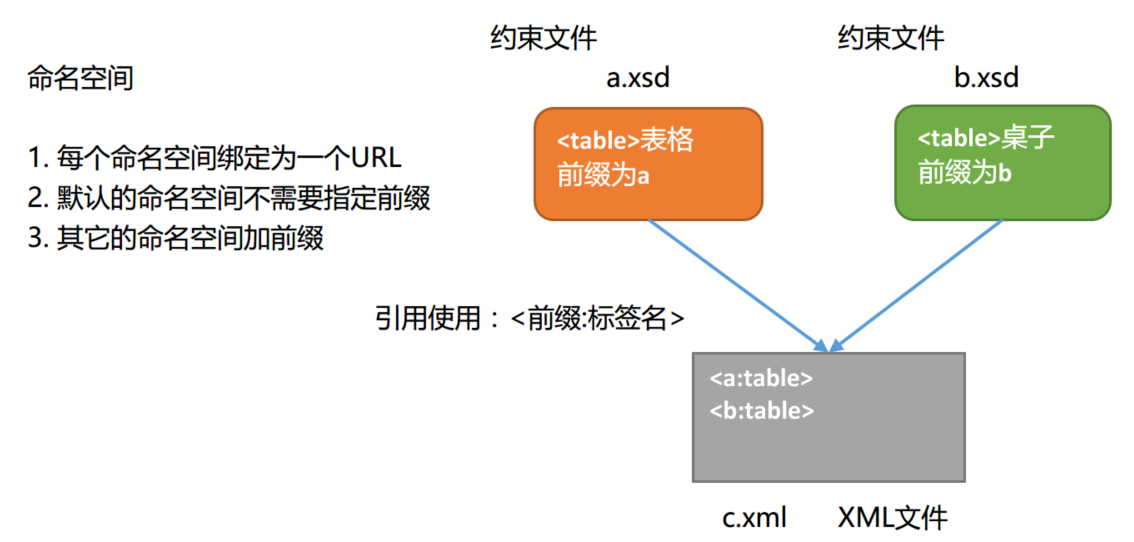 命名空间
1. 每个命名空间绑定为一个URL
2. 默认的命名空间不需要指定前缀
3. 其它的命名空间加前缀
约束文件
a.xsd
<table>表格
前缀为a
约束文件
b.xsd
<table>桌子
前缀为b
引用使用：<前缀:标签名>
<a:table>
<b:table>
c.xml XML文件